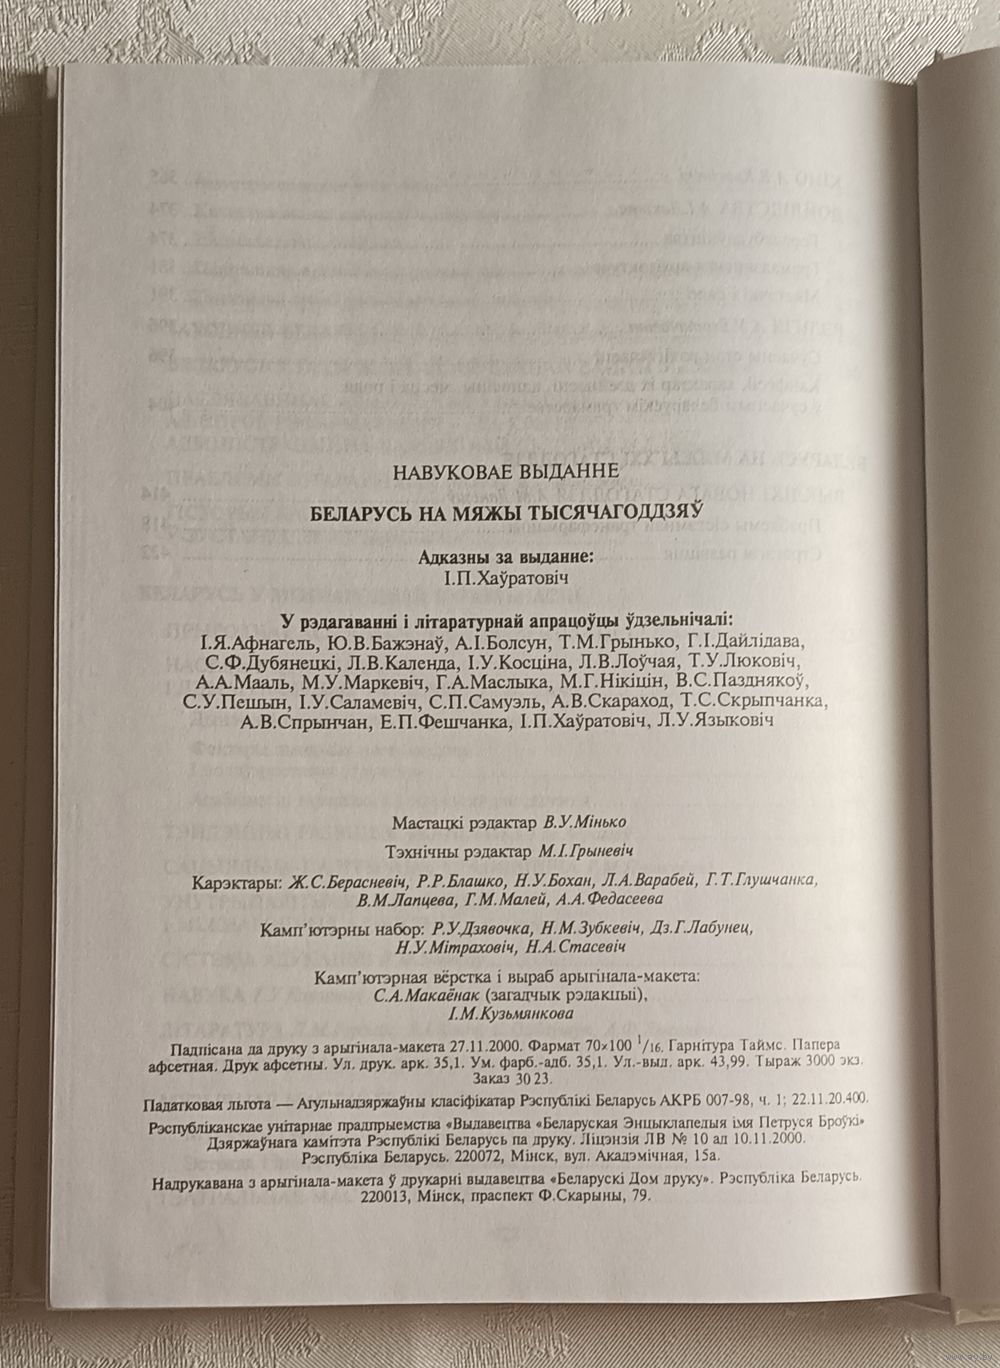 НАВУКОВАЕ ВЫДАННЕ
БЕЛАРУСЬ НА МЯЖЫ ТЫСЯЧАГОДДЗЯЎ
Адказны за выданне:
І.П.Хаўратовіч
У рэдагаванні і літаратурнай апрацоўцы ўдзельнічалі:
І.Я.Афнагель, Ю.В.Бажэнаў, А.І.Болсун, Т.М.Грынько, Г.І.Дайлідава,
С.Ф.Дубянецкі, Л.В.Календа, І.У.Косціна, Л.В.Лоўчая, Т.У.Люковіч,
А.А.Мааль, М.У.Маркевіч, Г.А.Маслыка, М.Г.Нікіцін, В.С.Пазднякоў,
С.У.Пешын, І.У.Саламевіч, С.П.Самуэль, А.В.Скараход, Т.С.Скрыпчанка,
А.В.Спрынчан, Е.П.Фешчанка, І.П.Хаўратовіч, Л.У.Языковіч
Мастацкі рэдактар В.У.Мінько
Тэхнічны рэдактар М.І.Грыневіч
Карэктары: Ж.С.Берасневіч, Р.Р.Блашко, Н.У.Бохан, Л.А.Варабей, Г.Т.Глушчанка,
В.М.Лапцева, Г.М.Малей, А.А.Федасеева
Камп'ютэрны набор: Р.У.Дзявочка, Н.М.Зубкевіч, Дз.Г.Лабунец,
Н.У.Мітраховіч, Н.А.Стасевіч
Камп'ютэрная вёрстка і выраб арыгінала-макета:
С.А.Макаёнак (загадчык рэдакцыі),
І.М.Кузьмянкова
Падпісана да друку з арыгінала-макета 27.11.2000. Фармат 70×100 1/16. Гарнітура Таймс. Папера
афсетная. Друк афсетны. Ул. друк. арк. 35,1. Ум. фарб.-адб. 35,1. Ул.-выд. арк. 43,99. Тыраж 3000 экз.
Заказ 3023.
Падатковая льгота — Агульнадзяржаўны класіфікатар Рэспублікі Беларусь АКРБ 007-98, ч. 1; 22.11.20.400.
Рэспубліканскае унітарнае прадпрыемства «Выдавецтва «Беларуская Энцыклапедыя імя Петруся Броўкі»
Дзяржаўнага камітэта Рэспублікі Беларусь па друку. Ліцэнзія ЛВ № 10 ад 10.11.2000.
Рэспубліка Беларусь. 220072, Мінск, вул. Акадэмічная, 15а.
Надрукавана з арыгінала-макета ў друкарні выдавецтва «Беларускі Дом друку». Рэспубліка Беларусь.
220013, Мінск, праспект Ф.Скарыны, 79.